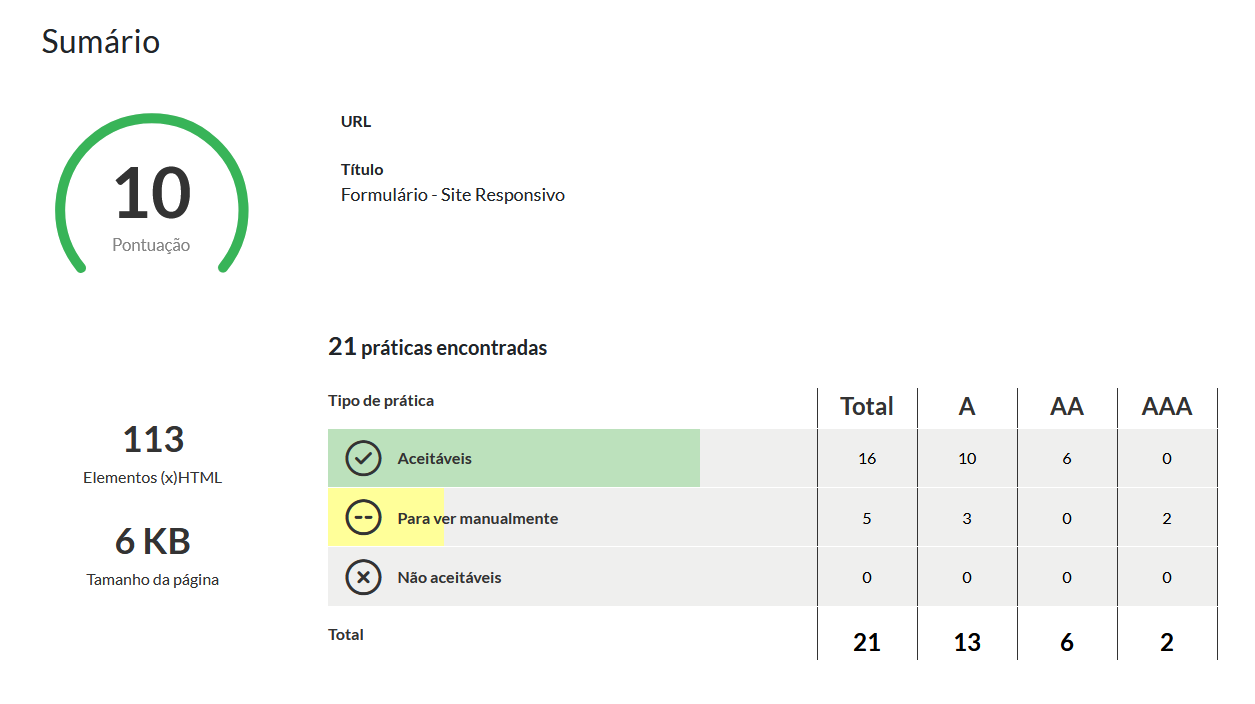 Sumário
10
Pontuação
URL
Título
Formulário - Site Responsivo
113
Elementos (x)HTML
6 KB
Tamanho da página
21 práticas encontradas
Tipo de prática Total A AA AAA
Aceitáveis 16 10 6 0
Para ver manualmente 5 3 0 2
Não aceitáveis 0 0 0 0
Total 21 13 6 2